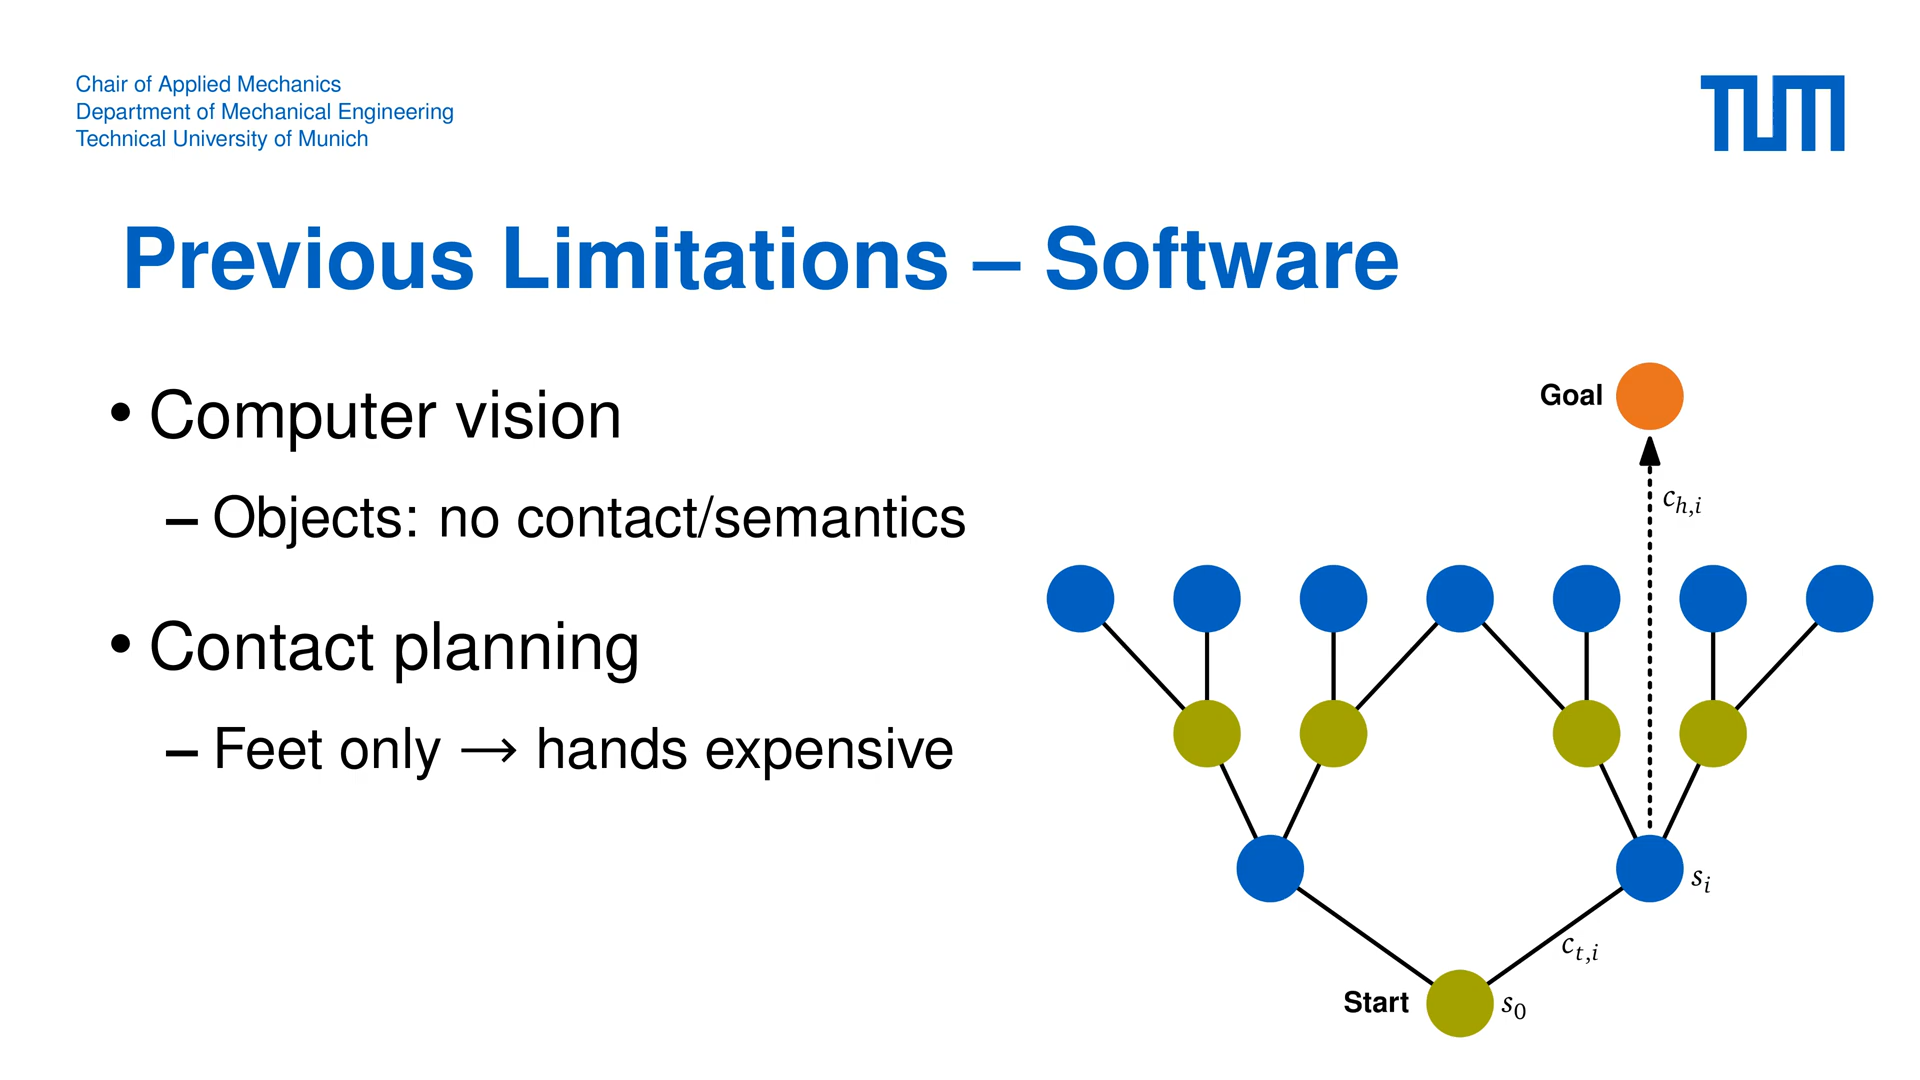 Chair of Applied Mechanics
Department of Mechanical Engineering
Technical University of Munich
TUM
Previous Limitations – Software
• Computer vision
– Objects: no contact/semantics
• Contact planning
– Feet only → hands expensive
Goal
c_{h,i}
s_i
c_{t,i}
Start
s_0